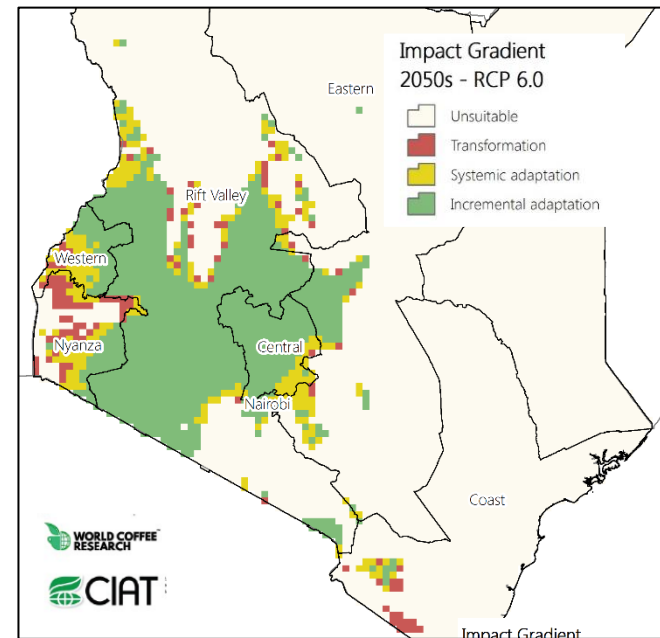 Impact Gradient
2050s - RCP 6.0
Unsuitable
Transformation
Systemic adaptation
Incremental adaptation
Eastern
Rift Valley
Western
Nyanza
Central
Nairobi
Coast
WORLD COFFEE
RESEARCH
CIAT
Impact Gradient